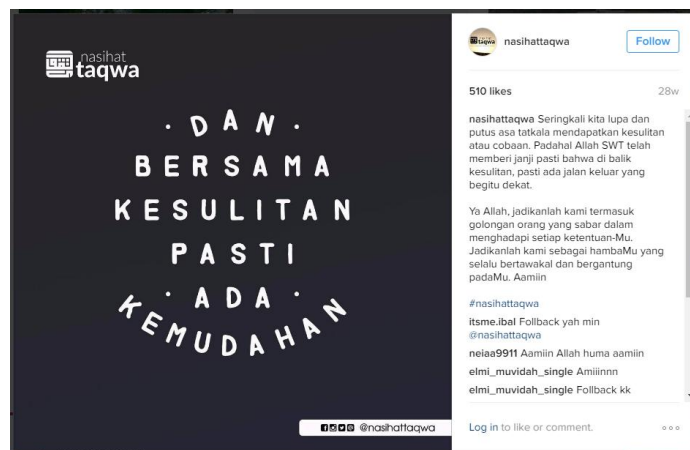 nasihat
taqwa
· DAN ·
BERSAMA
KESULITAN
PASTI
· ADA ·
KEMUDAHAN
@nasihattaqwa
nasihattaqwa
Follow
510 likes
28w
nasihattaqwa Seringkali kita lupa dan
putus asa tatkala mendapatkan kesulitan
atau cobaan. Padahal Allah SWT telah
memberi janji pasti bahwa di balik
kesulitan, pasti ada jalan keluar yang
begitu dekat.
Ya Allah, jadikanlah kami termasuk
golongan orang yang sabar dalam
menghadapi setiap ketentuan-Mu.
Jadikanlah kami sebagai hambaMu yang
selalu bertawakal dan bergantung
padaMu. Aamiin
#nasihattaqwa
itsme.ibal Follback yah min
@nasihattaqwa
neiaa9911 Aamiin Allah huma aamiin
elmi_muvidah_single Amiiinnn
elmi_muvidah_single Follback kk
Log in to like or comment.